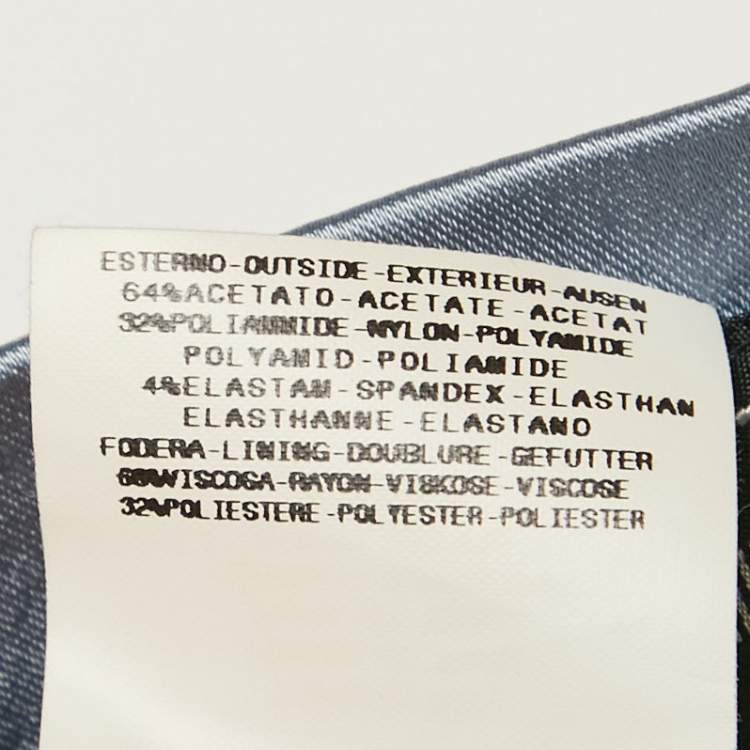 ESTERNO-OUTSIDE-EXTERIEUR-AUSEN
64%ACETATO-ACETATE-ACETAT
32%POLIAMMIDE-NYLON-POLYAMIDE
POLYAMID-POLIAMIDE
4%ELASTAM-SPANDEX-ELASTHAN
ELASTHANNE-ELASTANO
FODERA-LINING-DOUBLURE-GEFUTTER
68%VISCOSA-RAYON-VISKOSE-VISCOSE
32%POLIESTERE-POLYESTER-POLIESTER